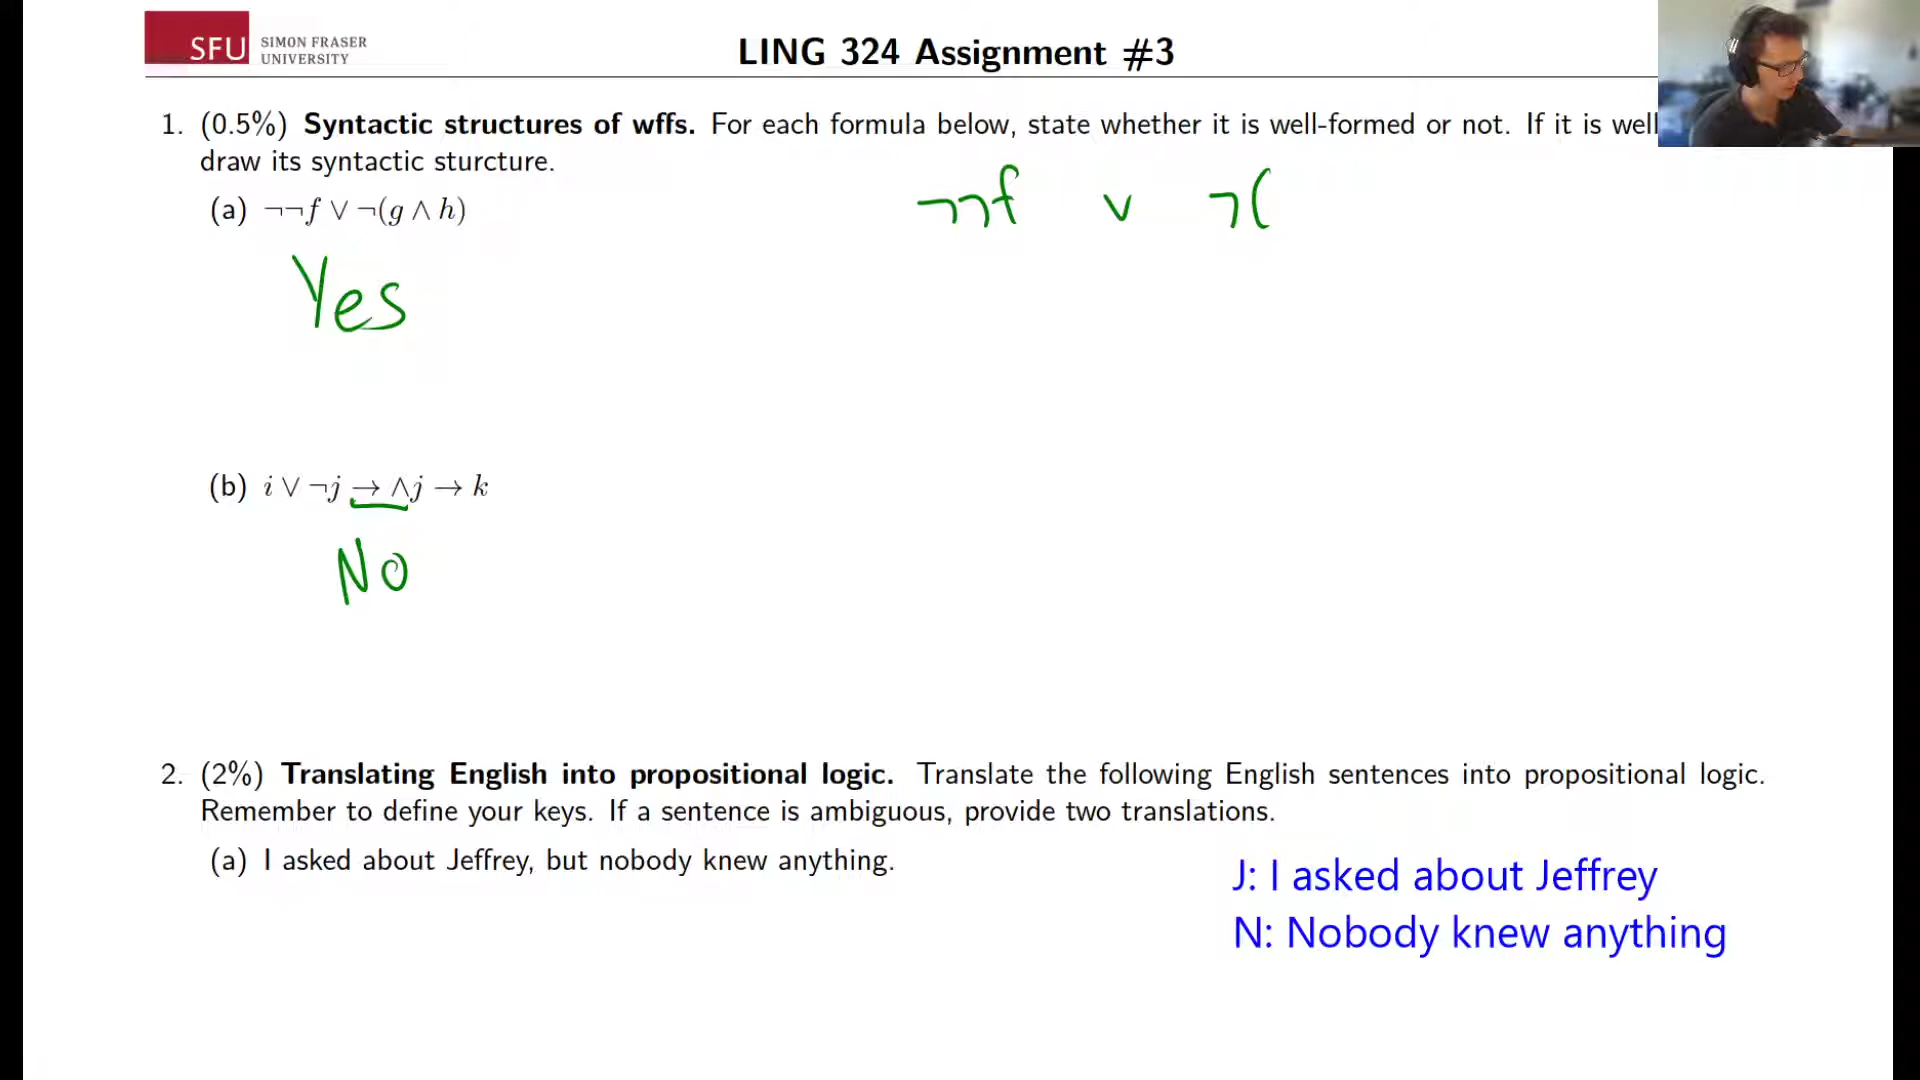 SFU SIMON FRASER
UNIVERSITY
LING 324 Assignment #3
1. (0.5%) Syntactic structures of wffs. For each formula below, state whether it is well-formed or not. If it is well
draw its syntactic sturcture.
(a) ¬¬f ∨ ¬(g ∧ h)
¬¬f ∨ ¬(
Yes
(b) i ∨ ¬j → ∧j → k
No
2. (2%) Translating English into propositional logic. Translate the following English sentences into propositional logic.
Remember to define your keys. If a sentence is ambiguous, provide two translations.
(a) I asked about Jeffrey, but nobody knew anything.
J: I asked about Jeffrey
N: Nobody knew anything